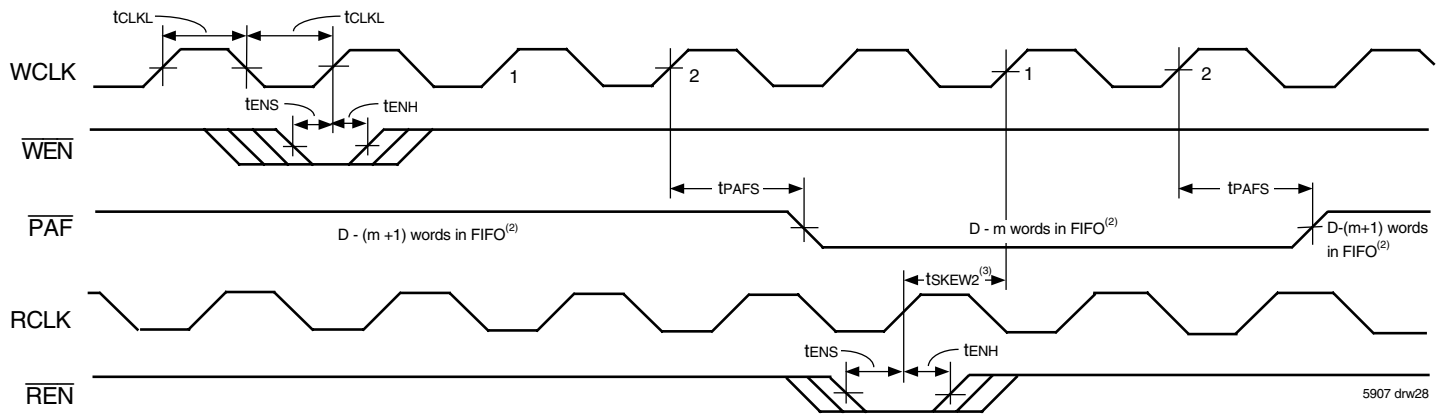 tCLKL tCLKL
WCLK 1 2 1 2
tENS tENH
WEN
tPAFS tPAFS
PAF
D - (m +1) words in FIFO(2) D - m words in FIFO(2) D-(m+1) words
in FIFO(2)
tSKEW2(3)
RCLK
tENS tENH
REN
5907 drw28